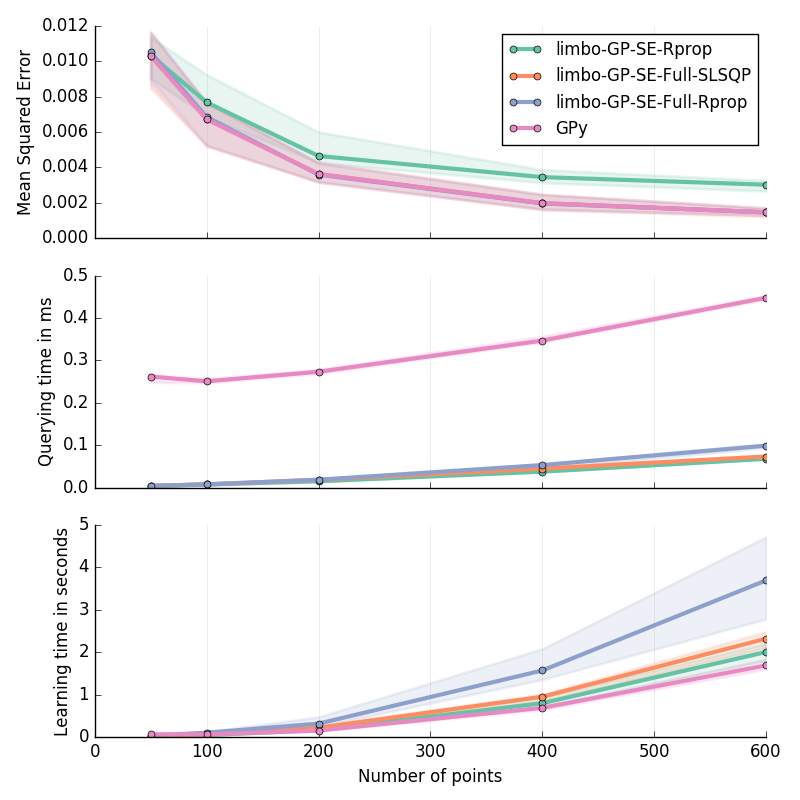 0.012
0.010
0.008
0.006
0.004
0.002
0.000
Mean Squared Error
limbo-GP-SE-Rprop
limbo-GP-SE-Full-SLSQP
limbo-GP-SE-Full-Rprop
GPy
0.5
0.4
0.3
0.2
0.1
0.0
Querying time in ms
5
4
3
2
1
0
Learning time in seconds
0 100 200 300 400 500 600
Number of points